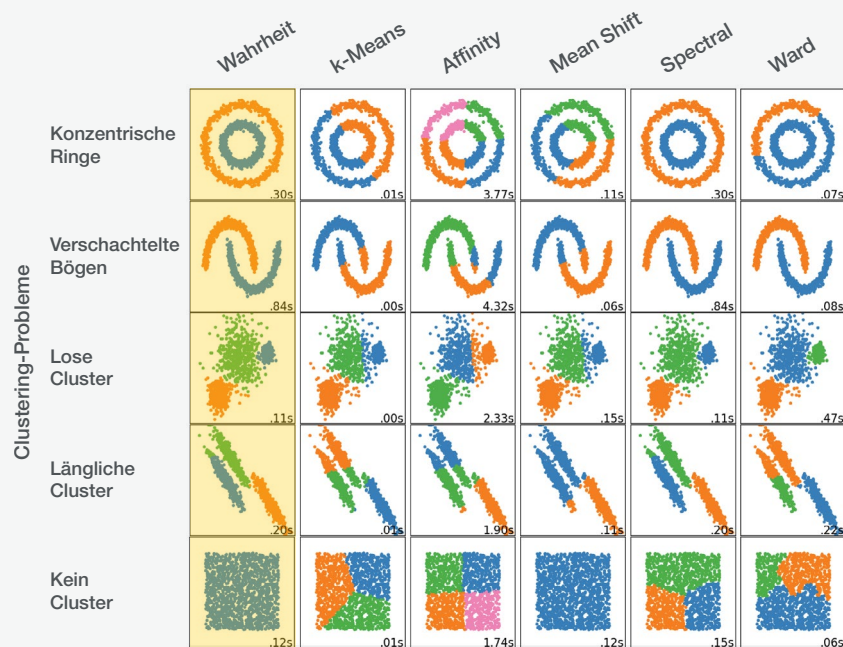 Wahrheit
k-Means
Affinity
Mean Shift
Spectral
Ward
Clustering-Probleme
Konzentrische
Ringe
.30s
.01s
3.77s
.11s
.30s
.07s
Verschachtelte
Bögen
.84s
.00s
4.32s
.06s
.84s
.08s
Lose
Cluster
.11s
.00s
2.33s
.15s
.11s
.47s
Längliche
Cluster
.20s
.01s
1.90s
.11s
.20s
.22s
Kein
Cluster
.12s
.01s
1.74s
.12s
.15s
.06s